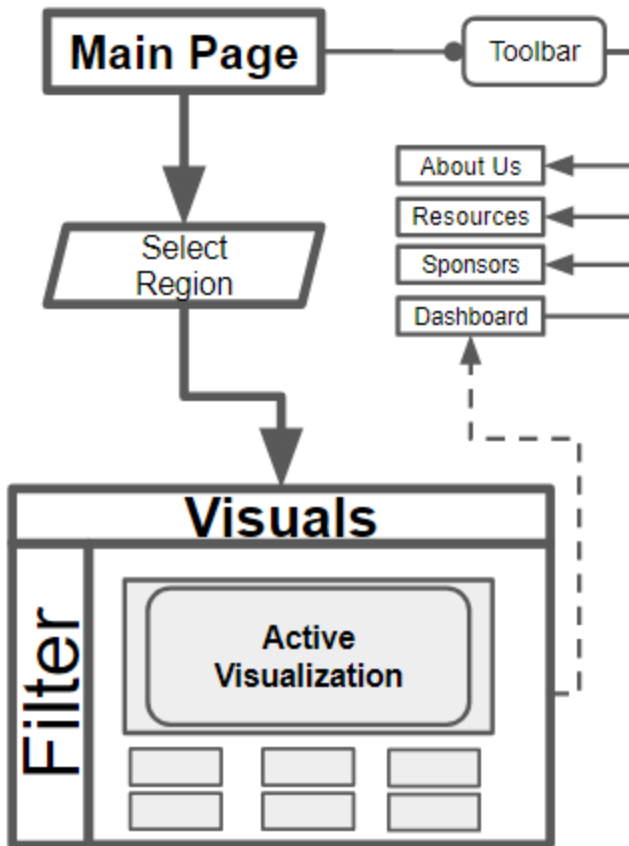 Main Page
Toolbar
About Us
Resources
Sponsors
Dashboard
Select
Region
Visuals
Filter
Active
Visualization